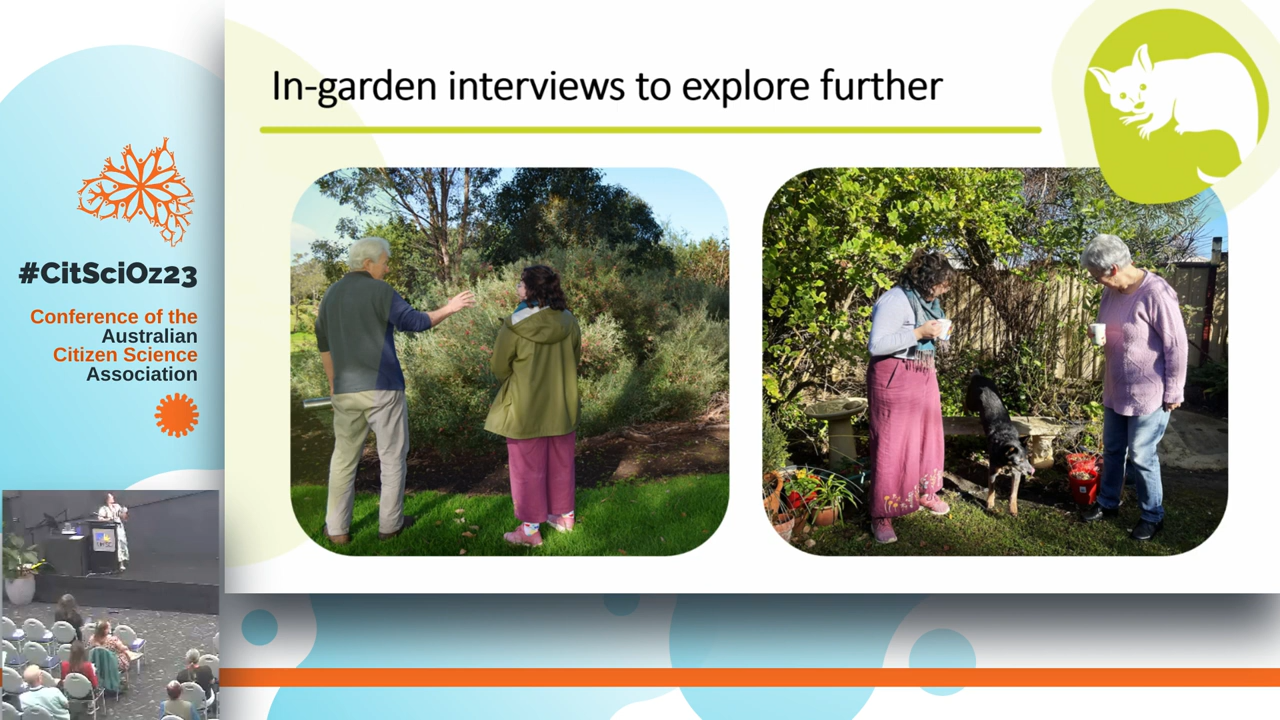 In-garden interviews to explore further
#CitSciOz23
Conference of the
Australian
Citizen Science
Association